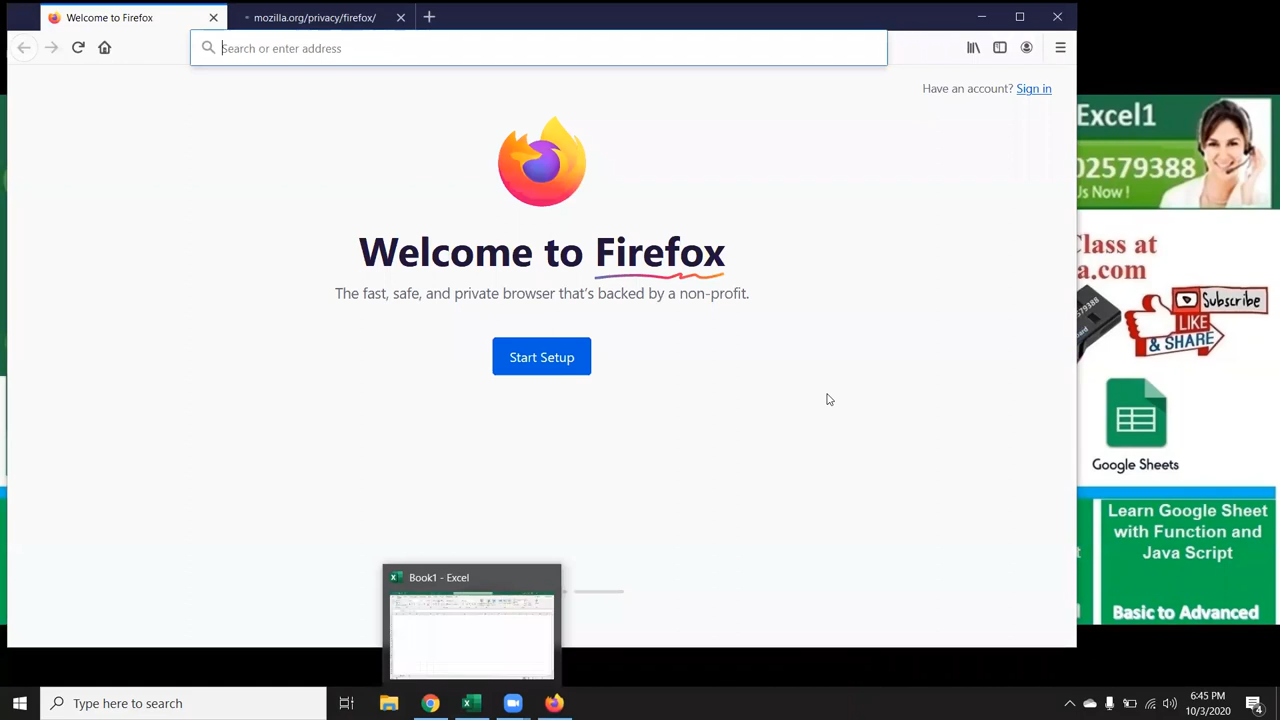 Welcome to Firefox
mozilla.org/privacy/firefox/
Search or enter address
Have an account? Sign in
Welcome to Firefox
The fast, safe, and private browser that's backed by a non-profit.
Start Setup
Excel1
02579388
Us Now !
Class at
a.com
Subscribe
LIKE
& SHARE
Google Sheets
Learn Google Sheet
with Function and
Java Script
Basic to Advanced
Book1 - Excel
Type here to search
6:45 PM
10/3/2020
4